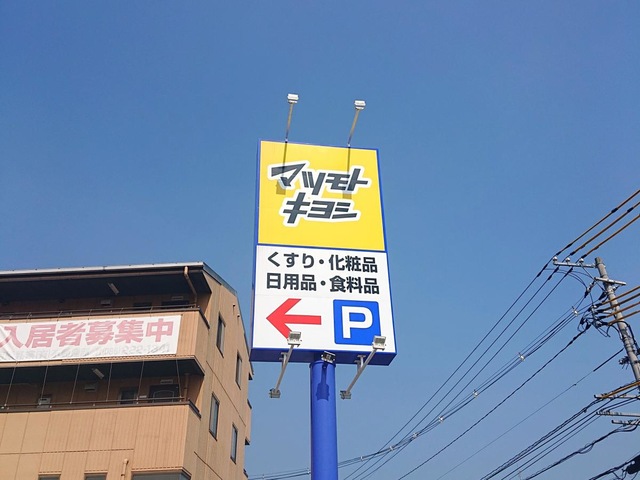 マツモト
キヨシ
くすり・化粧品
日用品・食料品
P
入居者募集中